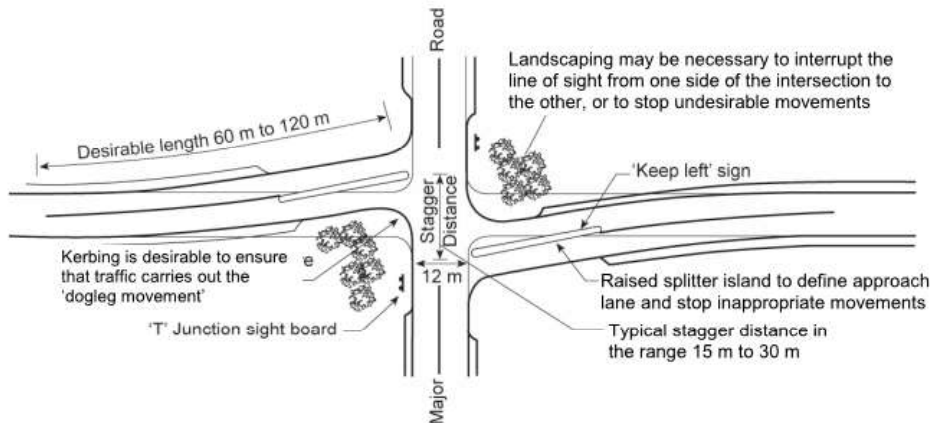 Road
Landscaping may be necessary to interrupt the
line of sight from one side of the intersection to
the other, or to stop undesirable movements
Desirable length 60 m to 120 m
'Keep left' sign
Stagger
Distance
Kerbing is desirable to ensure
that traffic carries out the
'dogleg movement'
e
12 m
Raised splitter island to define approach
lane and stop inappropriate movements
'T' Junction sight board
Typical stagger distance in
the range 15 m to 30 m
Major